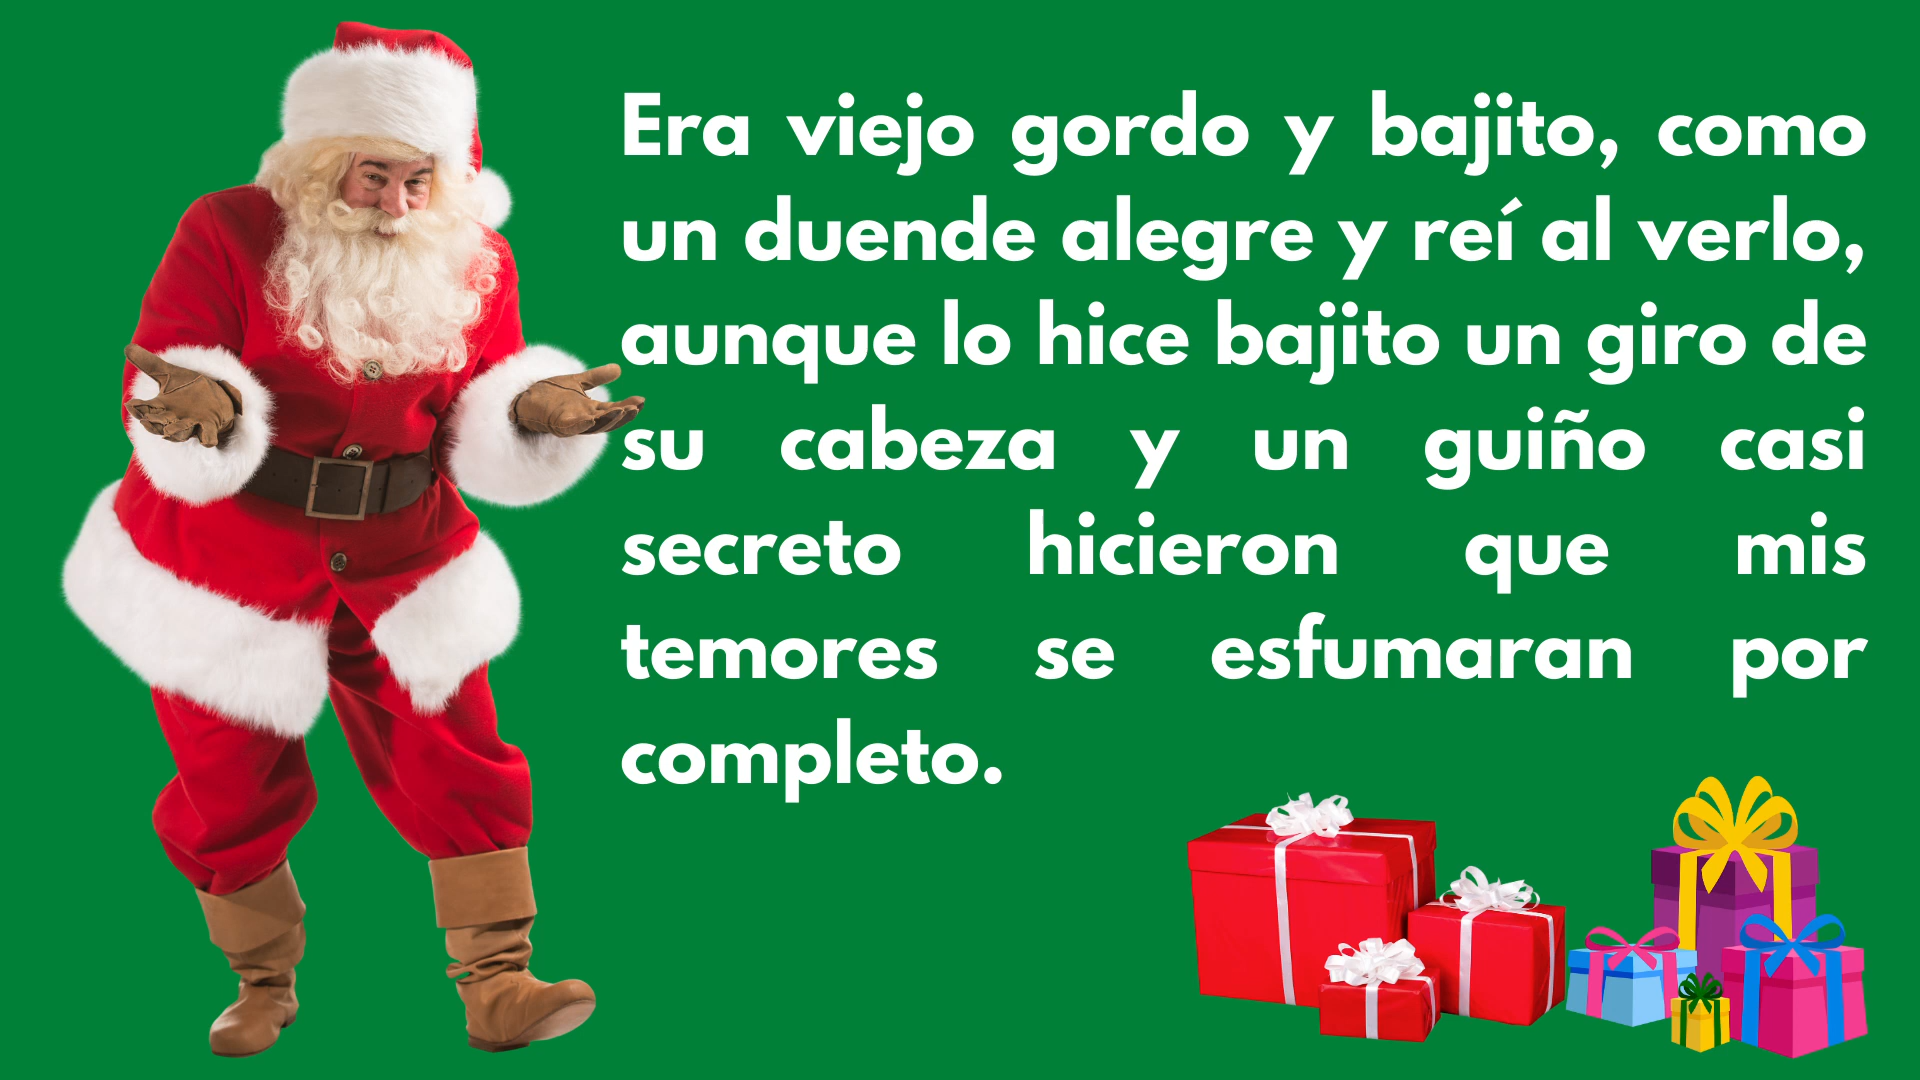 Era viejo gordo y bajito, como
un duende alegre y reí al verlo,
aunque lo hice bajito un giro de
su cabeza y un guiño casi
secreto hicieron que mis
temores se esfumaran por
completo.